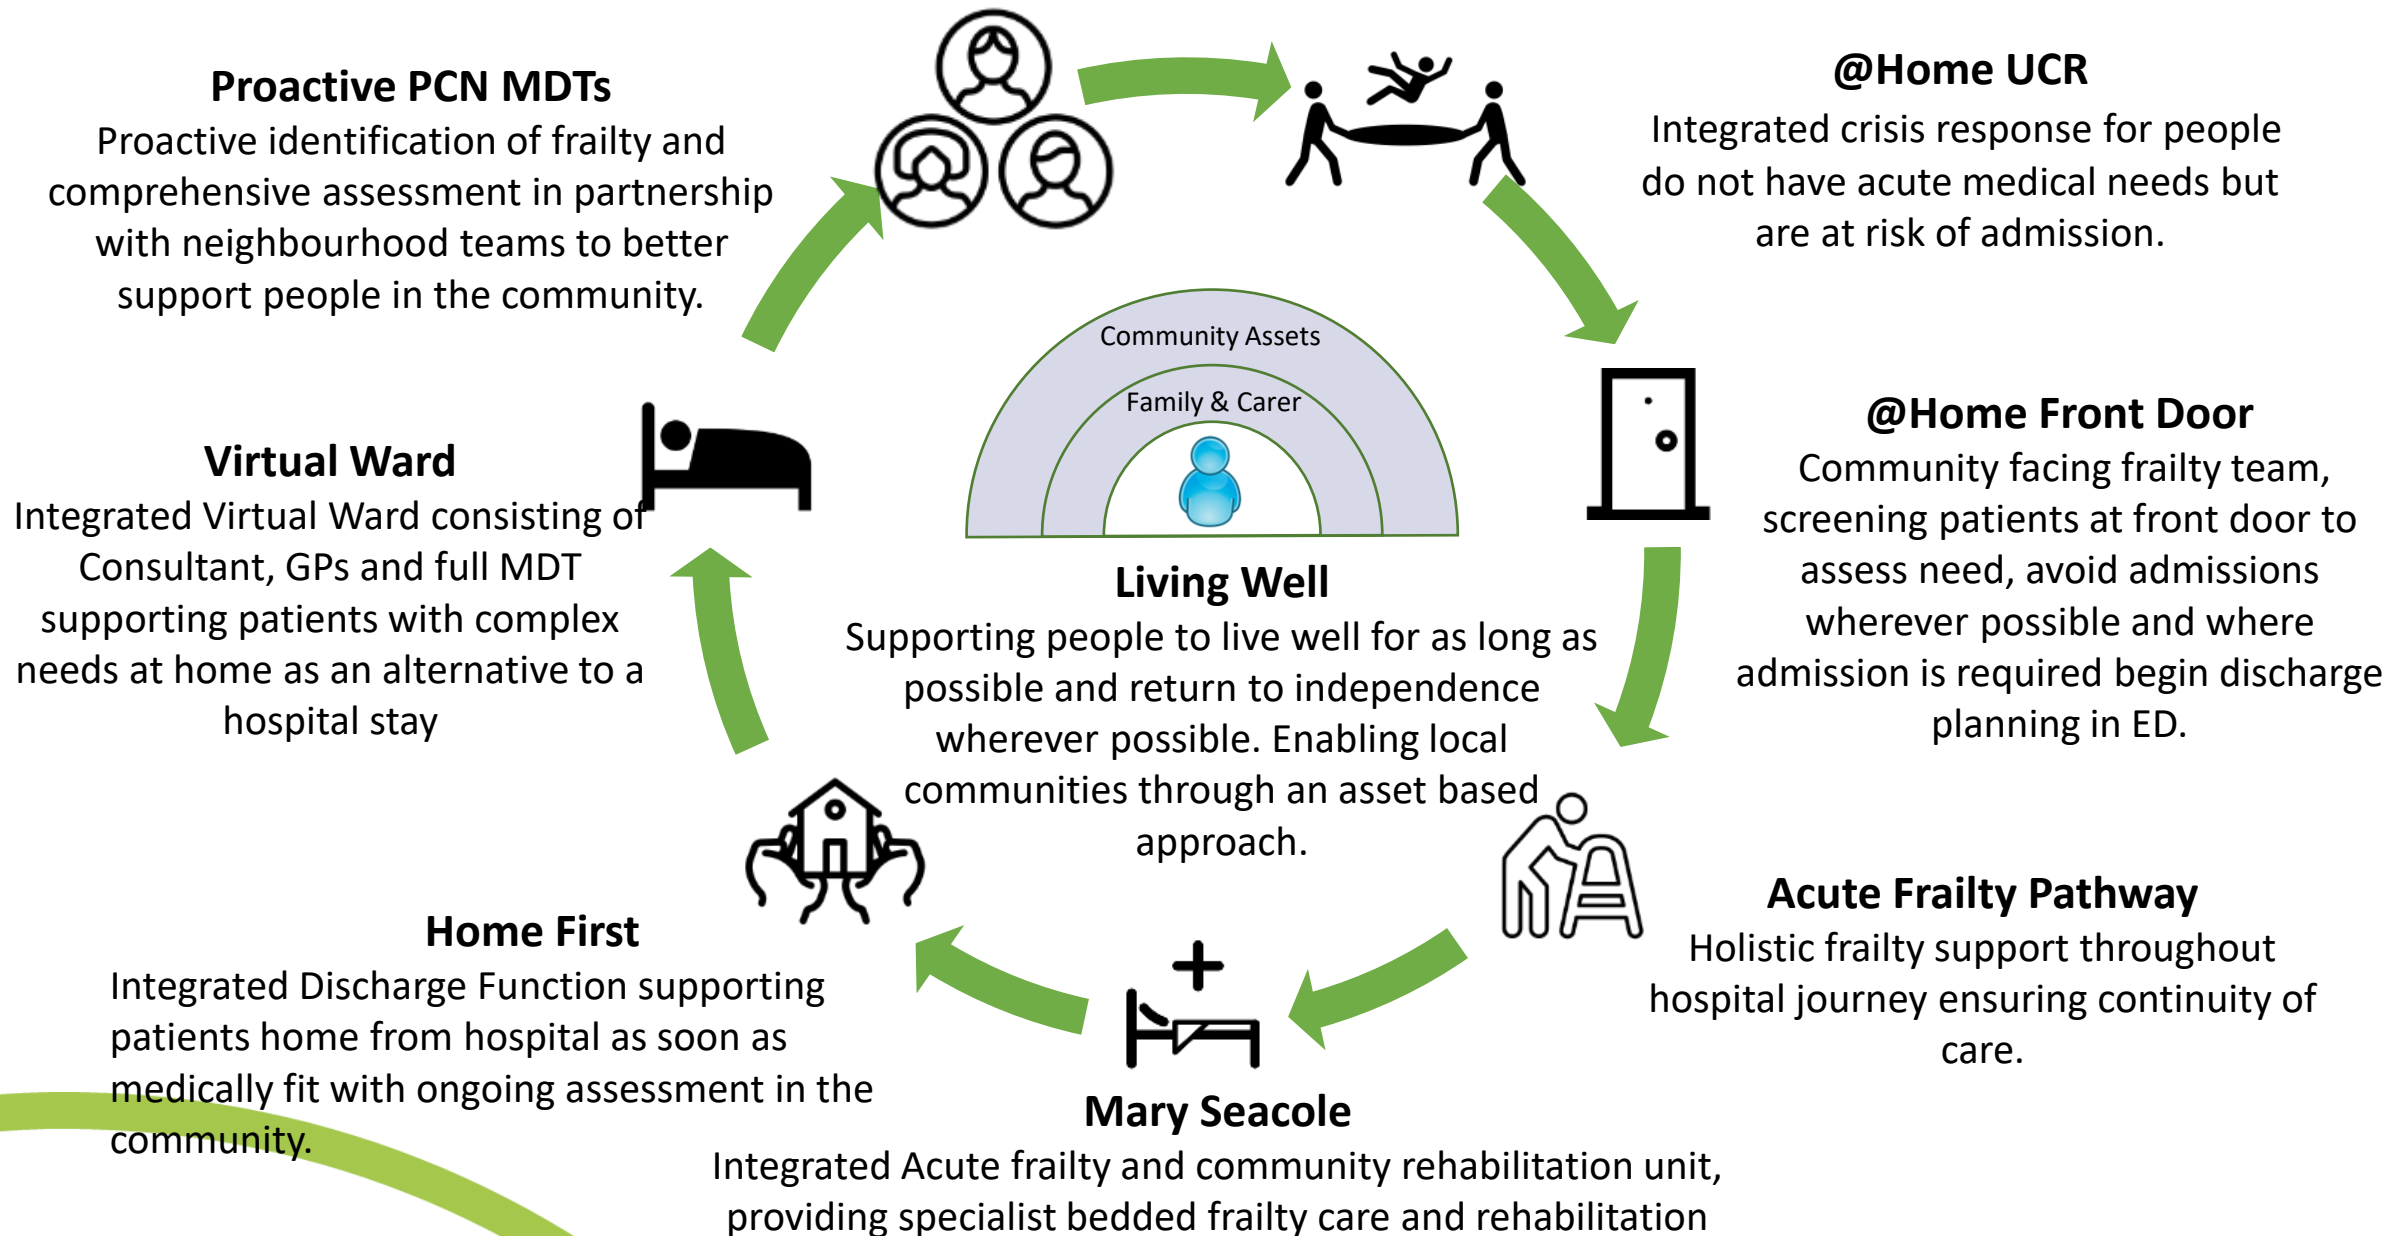 Proactive PCN MDTs
Proactive identification of frailty and
comprehensive assessment in partnership
with neighbourhood teams to better
support people in the community.
@Home UCR
Integrated crisis response for people
do not have acute medical needs but
are at risk of admission.
Community Assets
Family & Carer
Virtual Ward
Integrated Virtual Ward consisting of
Consultant, GPs and full MDT
supporting patients with complex
needs at home as an alternative to a
hospital stay
@Home Front Door
Community facing frailty team,
screening patients at front door to
assess need, avoid admissions
wherever possible and where
admission is required begin discharge
planning in ED.
Living Well
Supporting people to live well for as long as
possible and return to independence
wherever possible. Enabling local
communities through an asset based
approach.
Home First
Integrated Discharge Function supporting
patients home from hospital as soon as
medically fit with ongoing assessment in the
community.
Acute Frailty Pathway
Holistic frailty support throughout
hospital journey ensuring continuity of
care.
Mary Seacole
Integrated Acute frailty and community rehabilitation unit,
providing specialist bedded frailty care and rehabilitation